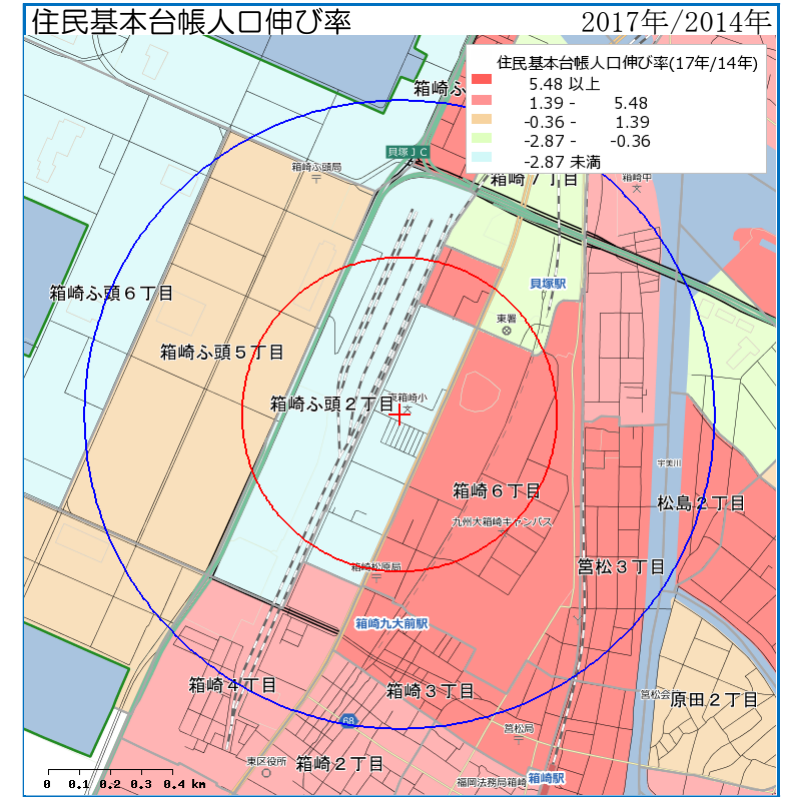 住民基本台帳人口伸び率 2017年/2014年
住民基本台帳人口伸び率(17年/14年)
5.48 以上
1.39 - 5.48
-0.36 - 1.39
-2.87 - -0.36
-2.87 未満
箱崎ふ
貝塚ＪＣ
箱崎ふ頭局
箱崎７丁目
箱崎中
貝塚駅
箱崎ふ頭６丁目
東署
箱崎ふ頭５丁目
箱崎ふ頭２丁目
東箱崎小
宇美川
箱崎６丁目
松島２丁目
九州大箱崎キャンパス
箱崎松原局
筥松３丁目
箱崎九大前駅
箱崎４丁目
箱崎３丁目
筥松会
原田２丁目
68
筥松局
東区役所
箱崎２丁目
福岡法務局箱崎
箱崎駅
0 0.1 0.2 0.3 0.4 km